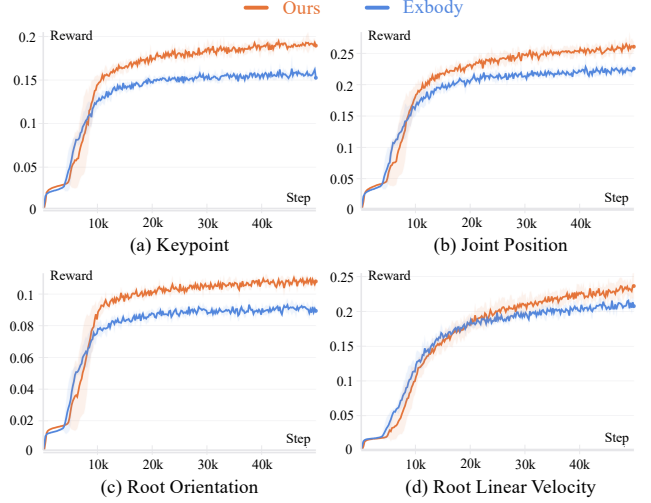 Ours Exbody
Reward
0.2
0.15
0.1
0.05
0
Step
10k 20k 30k 40k
(a) Keypoint
Reward
0.25
0.2
0.15
0.1
0.05
0
Step
10k 20k 30k 40k
(b) Joint Position
Reward
0.1
0.08
0.06
0.04
0.02
0
Step
10k 20k 30k 40k
(c) Root Orientation
Reward
0.25
0.2
0.15
0.1
0.05
0
Step
10k 20k 30k 40k
(d) Root Linear Velocity